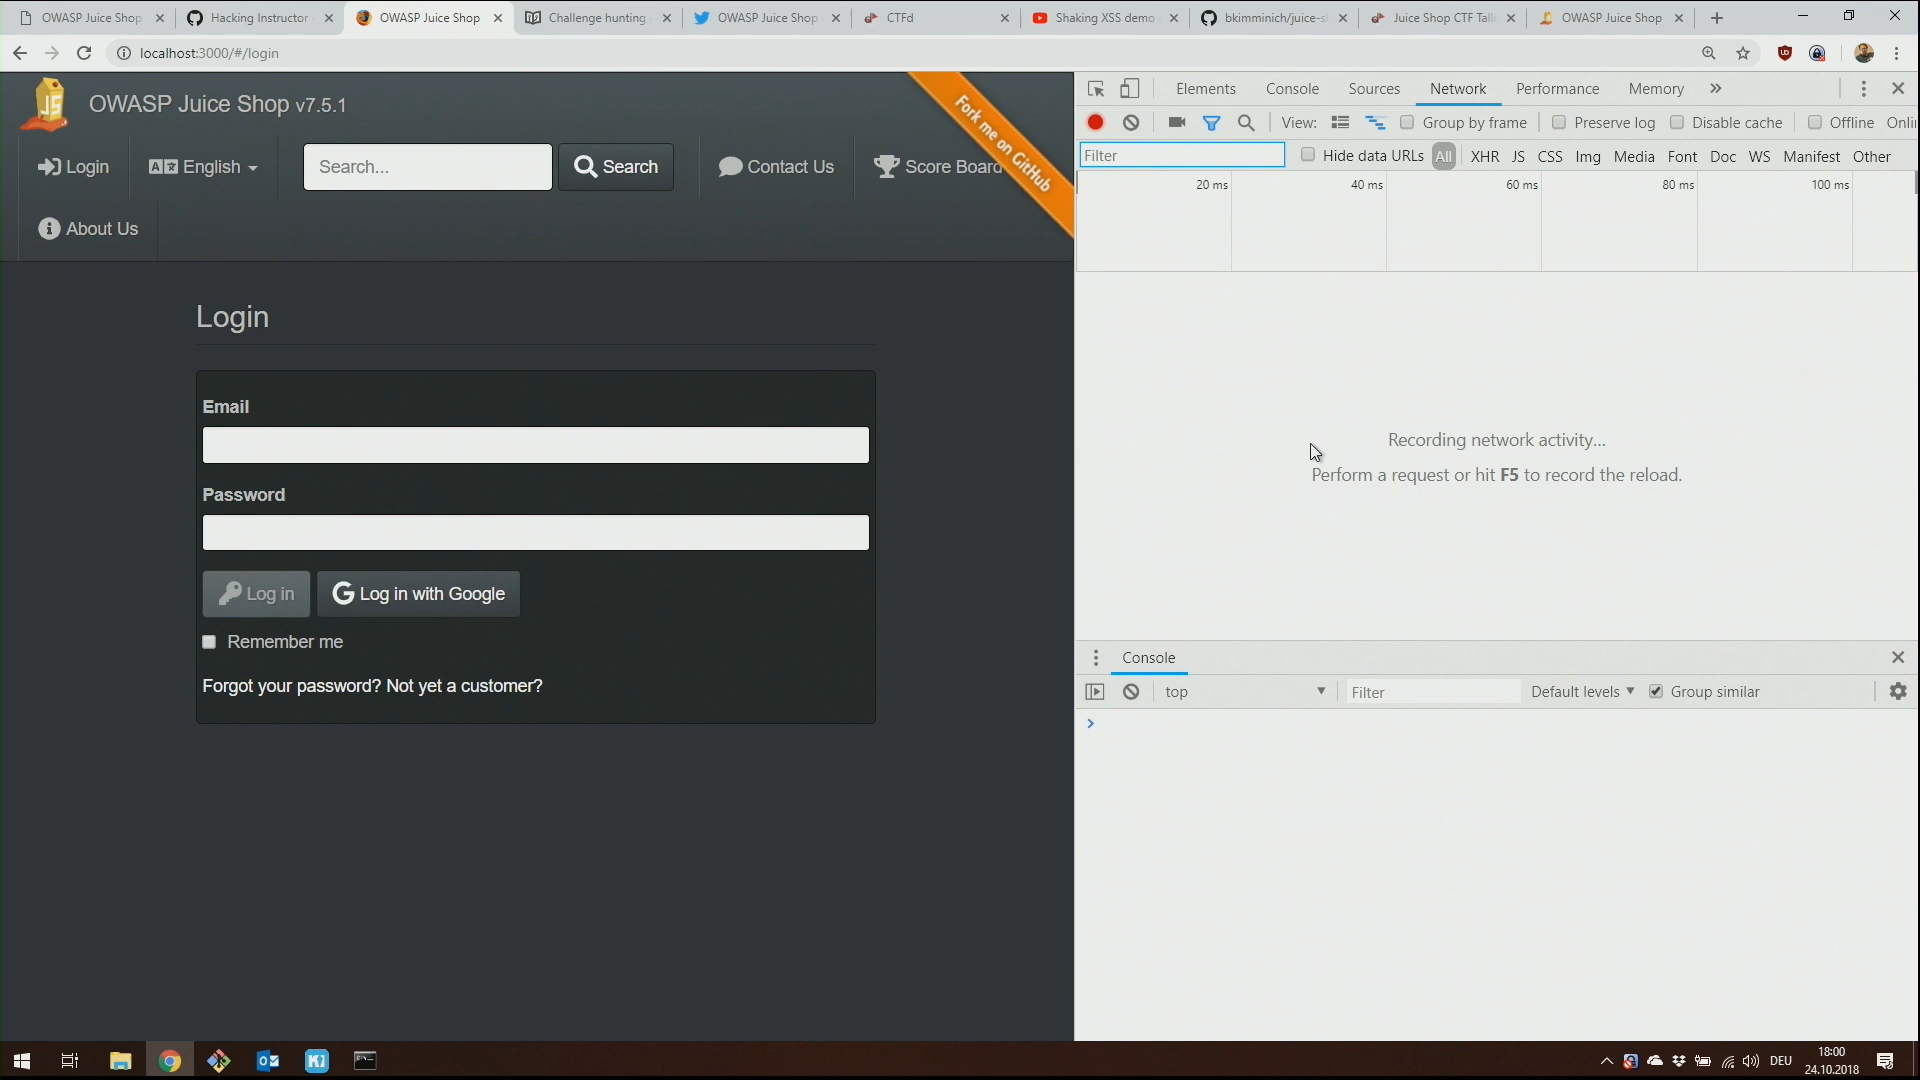 OWASP Juice Shop
Hacking Instructor
OWASP Juice Shop
Challenge hunting
OWASP Juice Shop
CTFd
Shaking XSS demo
bkimminich/juice-s
Juice Shop CTF Tall
OWASP Juice Shop
localhost:3000/#/login
OWASP Juice Shop v7.5.1
Fork me on GitHub
Login
English
Search...
Search
Contact Us
Score Board
About Us
Login
Email
Password
Log in
Log in with Google
Remember me
Forgot your password? Not yet a customer?
Elements Console Sources Network Performance Memory
View: Group by frame Preserve log Disable cache Offline Onli
Filter Hide data URLs All XHR JS CSS Img Media Font Doc WS Manifest Other
20 ms 40 ms 60 ms 80 ms 100 ms
Recording network activity...
Perform a request or hit F5 to record the reload.
Console
top Filter Default levels Group similar
DEU
18:00
24.10.2018